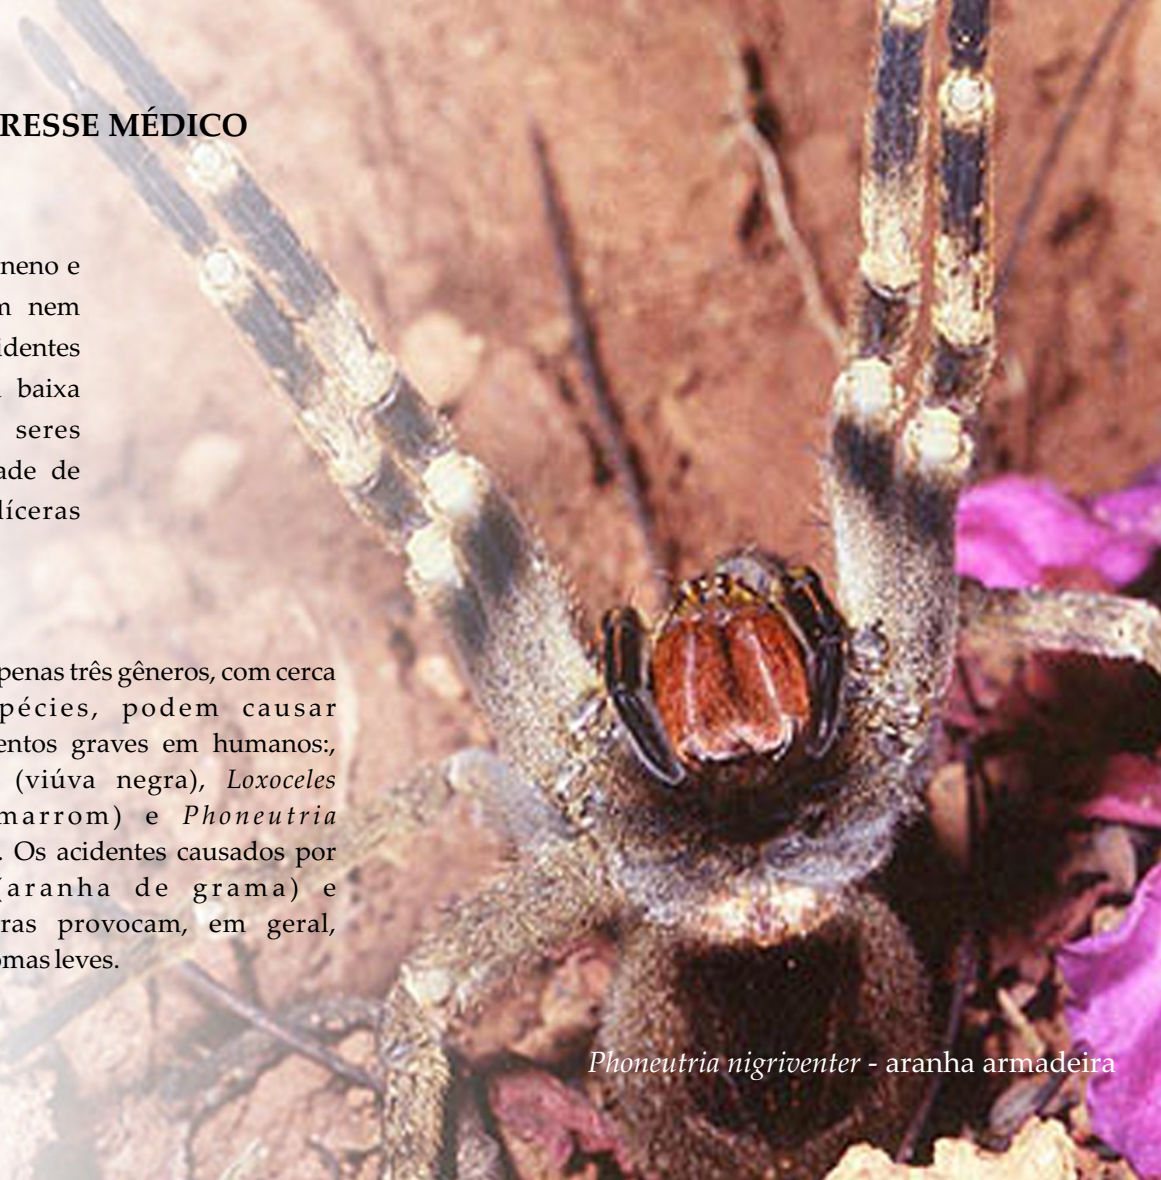 RESSE MÉDICO
neno e
m nem
identes
baixa
seres
ade de
líceras
penas três gêneros, com cerca
pécies, podem causar
entos graves em humanos:,
(viúva negra), Loxoceles
marrom) e Phoneutria
. Os acidentes causados por
(aranha de grama) e
ras provocam, em geral,
omas leves.
Phoneutria nigriventer - aranha armadeira